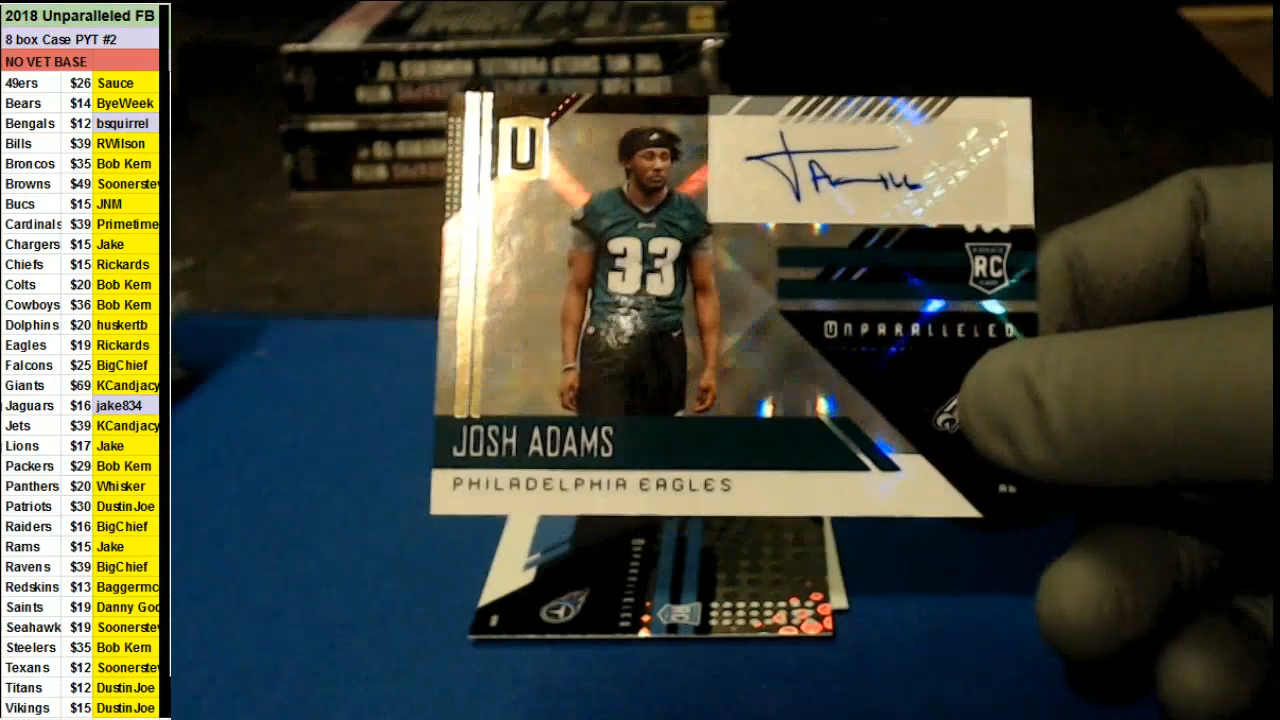 2018 Unparalleled FB
8 box Case PYT #2
NO VET BASE
49ers $26 Sauce
Bears $14 ByeWeek
Bengals $12 bsquirrel
Bills $39 RWilson
Broncos $35 Bob Kern
Browns $49 Soonerstev
Bucs $15 JNM
Cardinals $39 Primetime
Chargers $15 Jake
Chiefs $15 Rickards
Colts $20 Bob Kern
Cowboys $36 Bob Kern
Dolphins $20 huskertb
Eagles $19 Rickards
Falcons $25 BigChief
Giants $69 KCandjacy
Jaguars $16 jake834
Jets $39 KCandjacy
Lions $17 Jake
Packers $29 Bob Kern
Panthers $20 Whisker
Patriots $30 DustinJoe
Raiders $16 BigChief
Rams $15 Jake
Ravens $39 BigChief
Redskins $13 Baggermc
Saints $19 Danny Goo
Seahawk $19 Soonerstev
Steelers $35 Bob Kern
Texans $12 Soonerstev
Titans $12 DustinJoe
Vikings $15 DustinJoe
U
33
RC
UNPARALLELED
JOSH ADAMS
PHILADELPHIA EAGLES
UNPARALLELED
RC